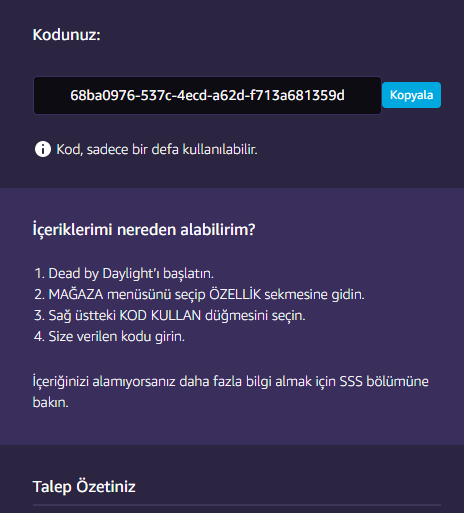 Kodunuz:
68ba0976-537c-4ecd-a62d-f713a681359d
Kopyala
Kod, sadece bir defa kullanılabilir.
İçeriklerimi nereden alabilirim?
1. Dead by Daylight'ı başlatın.
2. MAĞAZA menüsünü seçip ÖZELLİK sekmesine gidin.
3. Sağ üstteki KOD KULLAN düğmesini seçin.
4. Size verilen kodu girin.
İçeriğinizi alamıyorsanız daha fazla bilgi almak için SSS bölümüne
bakın.
Talep Özetiniz